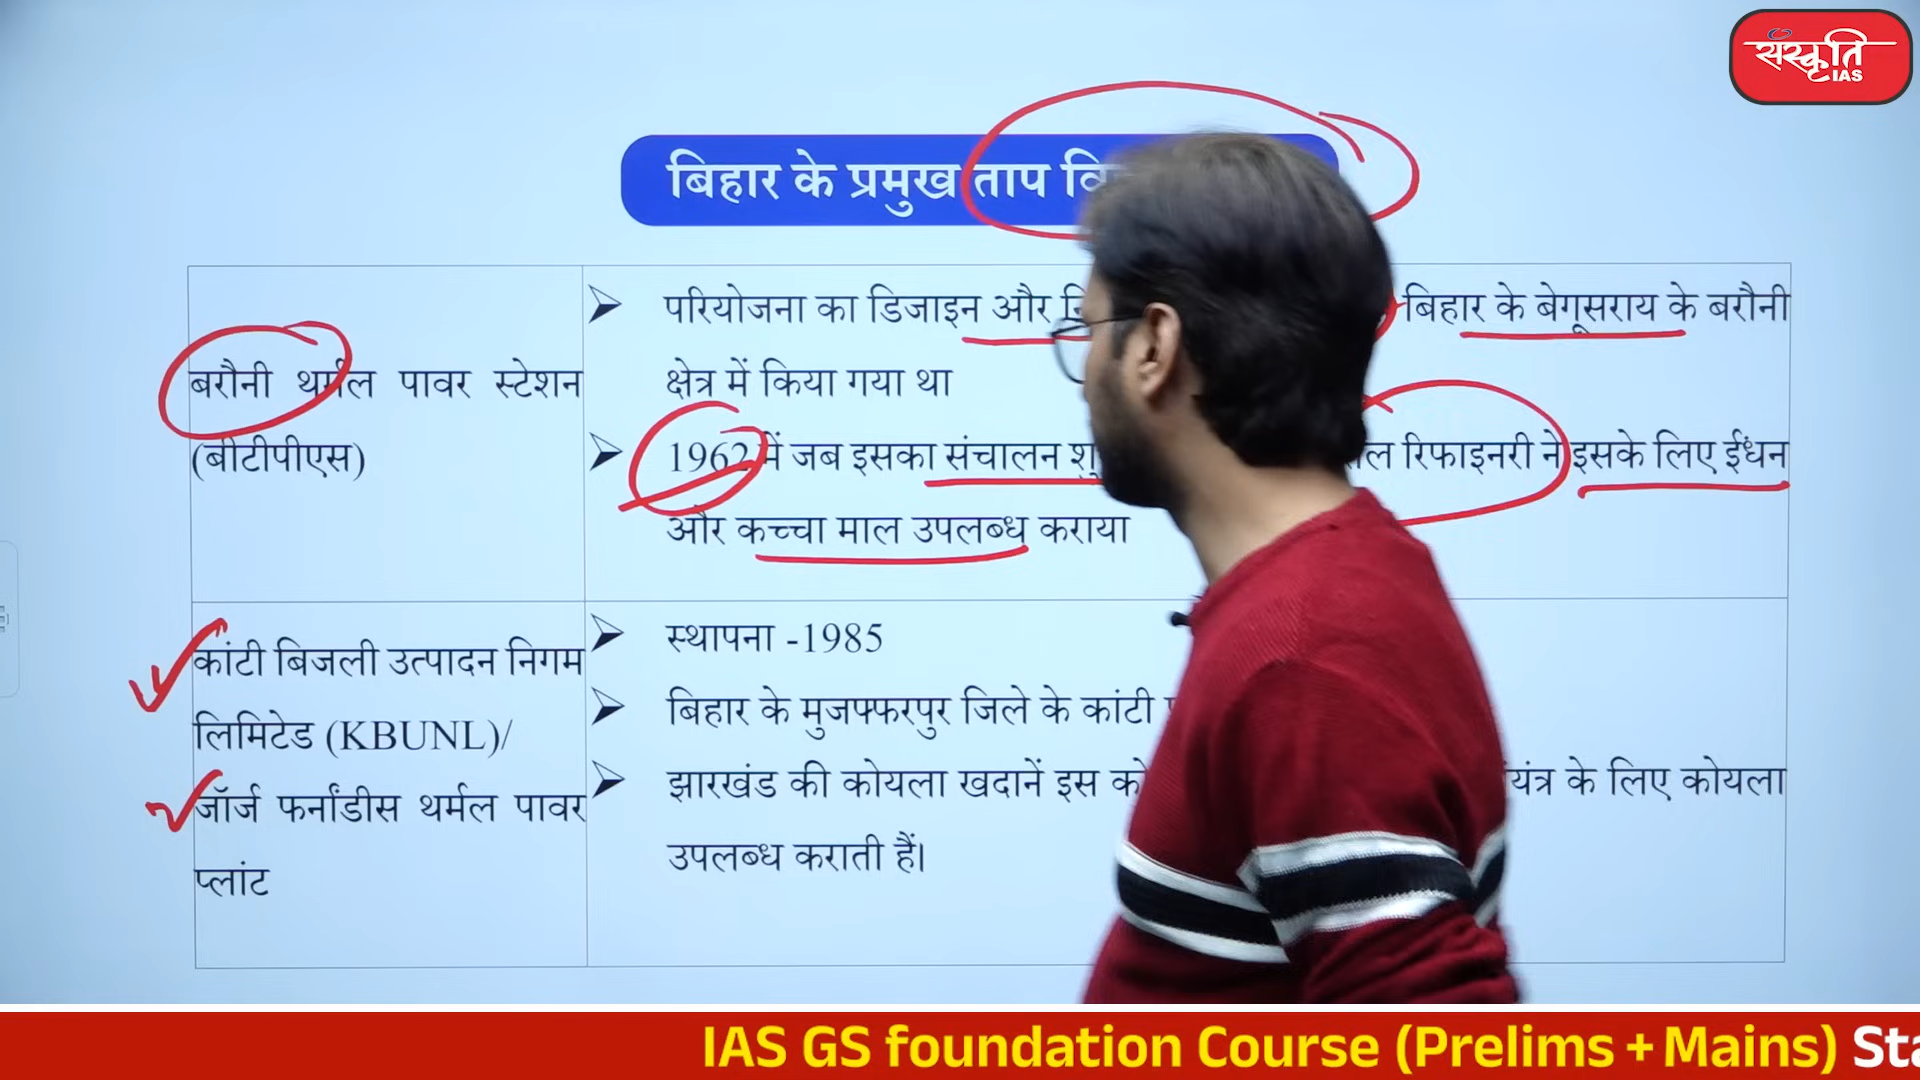 संस्कृति
IAS
बिहार के प्रमुख ताप
परियोजना का डिजाइन और बिहार के बेगूसराय के बरौनी
क्षेत्र में किया गया था
बरौनी थर्मल पावर स्टेशन
(बीटीपीएस)
1962 में जब इसका संचालन रिफाइनरी ने इसके लिए ईंधन
और कच्चा माल उपलब्ध कराया
कांटी बिजली उत्पादन निगम
लिमिटेड (KBUNL)/
जॉर्ज फर्नांडीस थर्मल पावर
प्लांट
स्थापना -1985
बिहार के मुजफ्फरपुर जिले के कांटी
झारखंड की कोयला खदानें इस के लिए कोयला
उपलब्ध कराती हैं।
IAS GS foundation Course (Prelims + Mains)